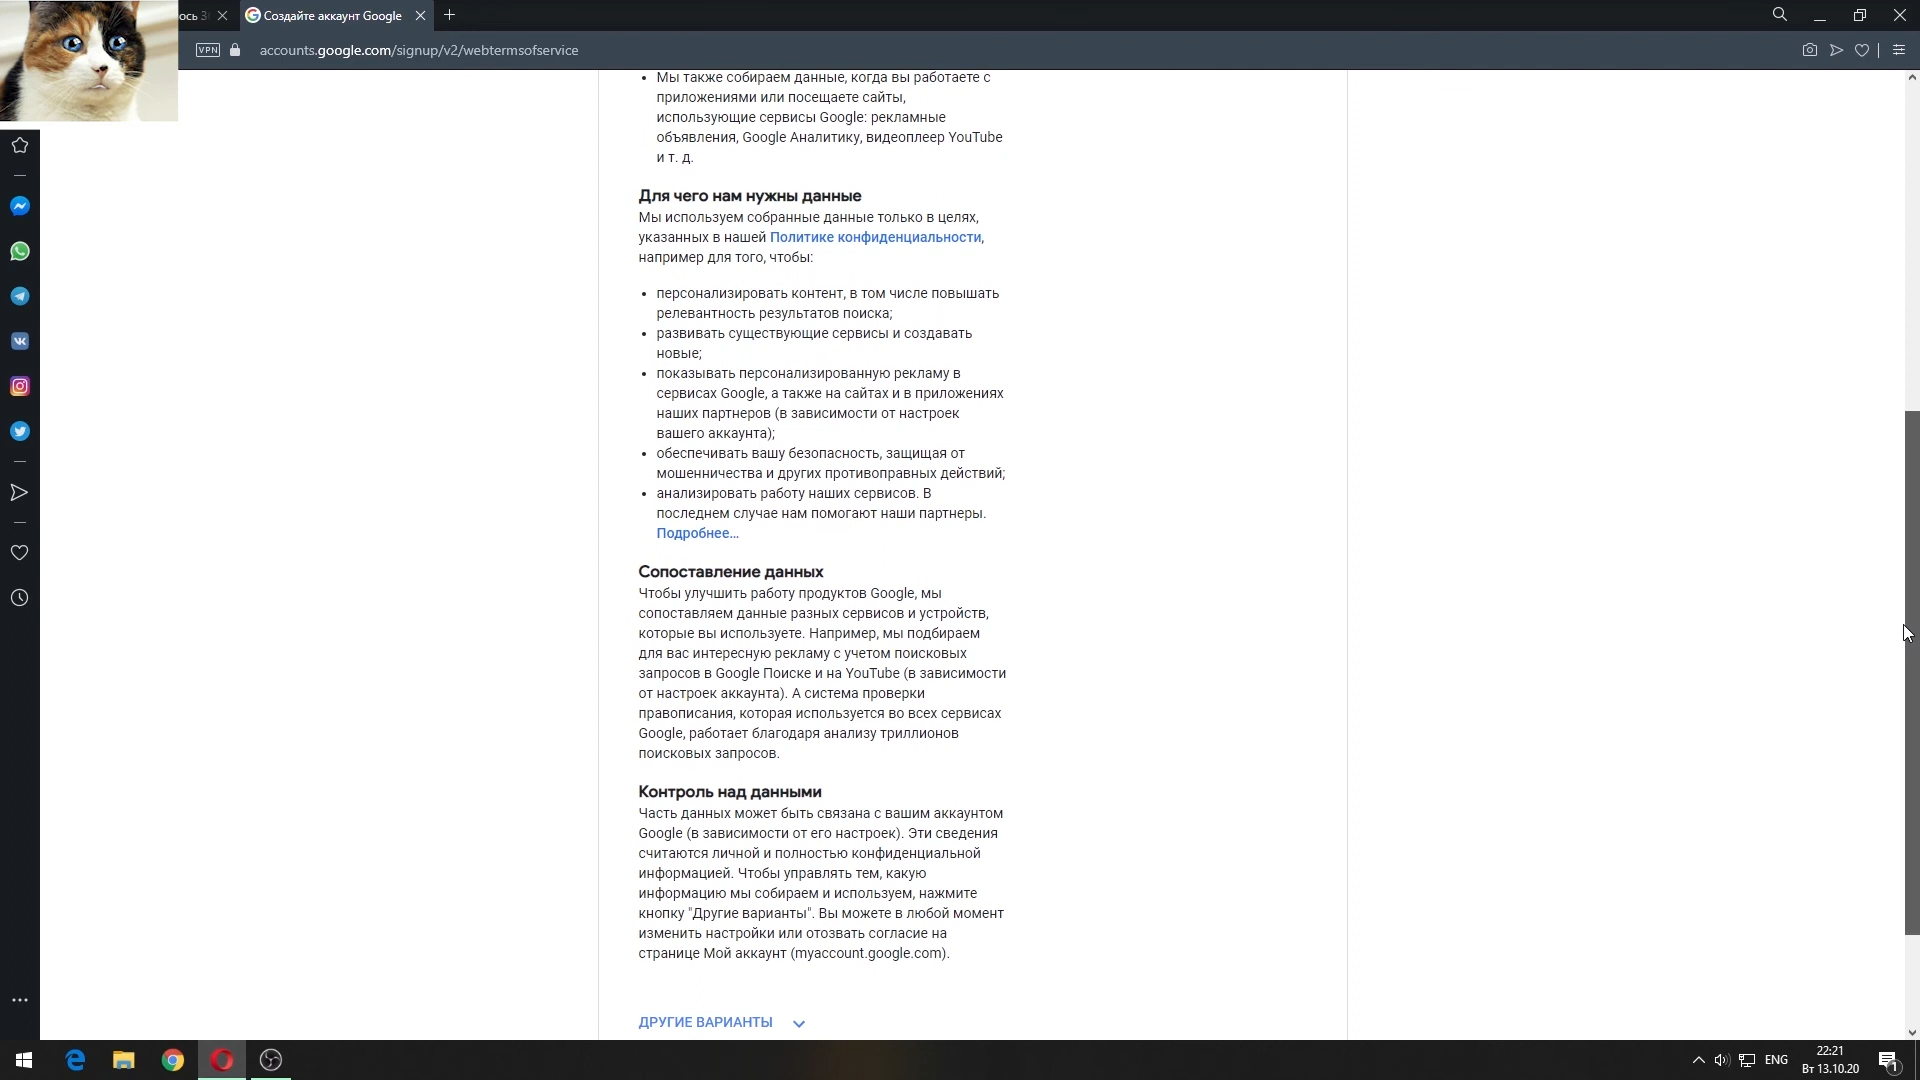 ось 3
Создайте аккаунт Google
VPN
accounts.google.com/signup/v2/webtermsofservice
• Мы также собираем данные, когда вы работаете с
приложениями или посещаете сайты,
использующие сервисы Google: рекламные
объявления, Google Аналитику, видеоплеер YouTube
и т. д.
Для чего нам нужны данные
Мы используем собранные данные только в целях,
указанных в нашей Политике конфиденциальности,
например для того, чтобы:
• персонализировать контент, в том числе повышать
релевантность результатов поиска;
• развивать существующие сервисы и создавать
новые;
• показывать персонализированную рекламу в
сервисах Google, а также на сайтах и в приложениях
наших партнеров (в зависимости от настроек
вашего аккаунта);
• обеспечивать вашу безопасность, защищая от
мошенничества и других противоправных действий;
• анализировать работу наших сервисов. В
последнем случае нам помогают наши партнеры.
Подробнее…
Сопоставление данных
Чтобы улучшить работу продуктов Google, мы
сопоставляем данные разных сервисов и устройств,
которые вы используете. Например, мы подбираем
для вас интересную рекламу с учетом поисковых
запросов в Google Поиске и на YouTube (в зависимости
от настроек аккаунта). А система проверки
правописания, которая используется во всех сервисах
Google, работает благодаря анализу триллионов
поисковых запросов.
Контроль над данными
Часть данных может быть связана с вашим аккаунтом
Google (в зависимости от его настроек). Эти сведения
считаются личной и полностью конфиденциальной
информацией. Чтобы управлять тем, какую
информацию мы собираем и используем, нажмите
кнопку "Другие варианты". Вы можете в любой момент
изменить настройки или отозвать согласие на
странице Мой аккаунт (myaccount.google.com).
ДРУГИЕ ВАРИАНТЫ
ENG
22:21
Вт 13.10.20
1